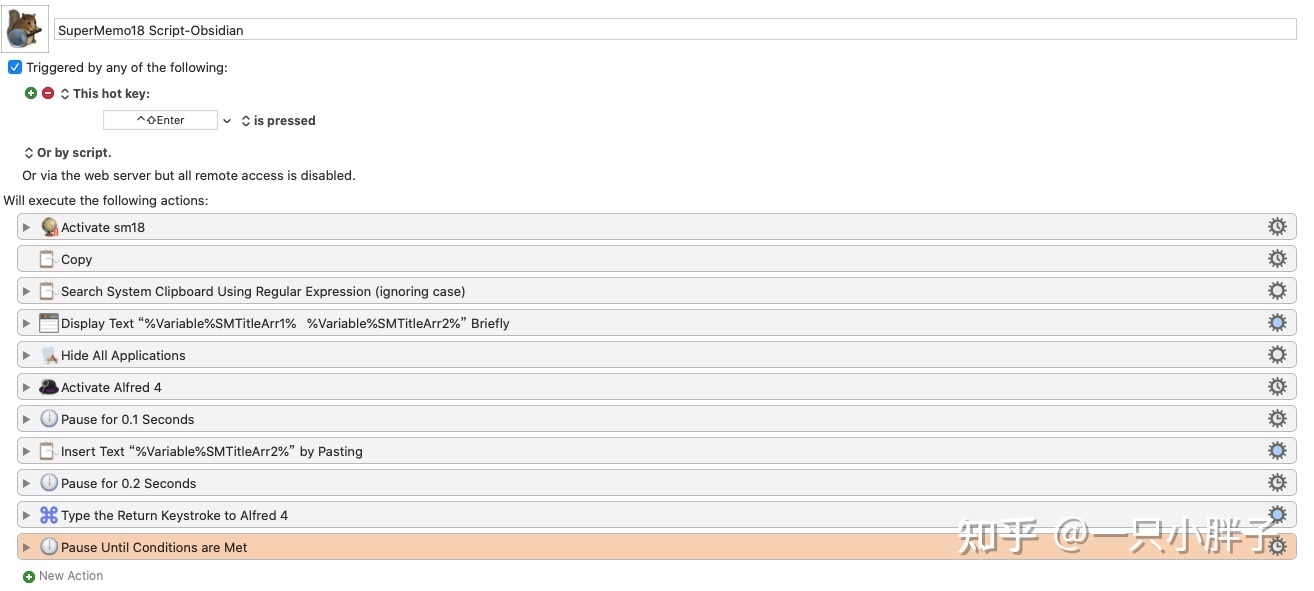 SuperMemo18 Script-Obsidian
Triggered by any of the following:
This hot key:
^⇧Enter
is pressed
Or by script.
Or via the web server but all remote access is disabled.
Will execute the following actions:
Activate sm18
Copy
Search System Clipboard Using Regular Expression (ignoring case)
Display Text “%Variable%SMTitleArr1%   %Variable%SMTitleArr2%” Briefly
Hide All Applications
Activate Alfred 4
Pause for 0.1 Seconds
Insert Text “%Variable%SMTitleArr2%” by Pasting
Pause for 0.2 Seconds
Type the Return Keystroke to Alfred 4
知乎 @一只小胖子
Pause Until Conditions are Met
New Action